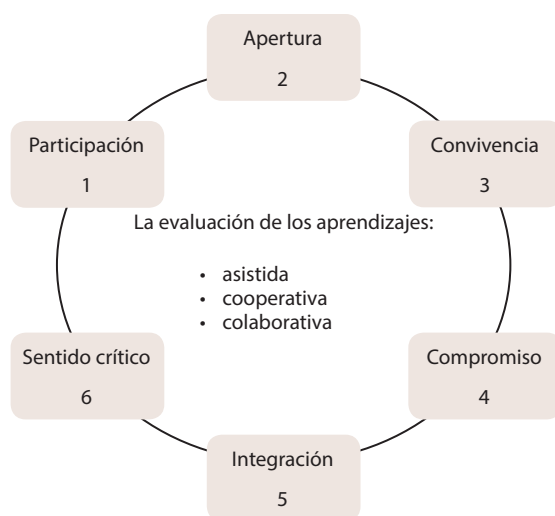 Apertura
2
Participación
1
Convivencia
3
La evaluación de los aprendizajes:
• asistida
• cooperativa
• colaborativa
Sentido crítico
6
Compromiso
4
Integración
5